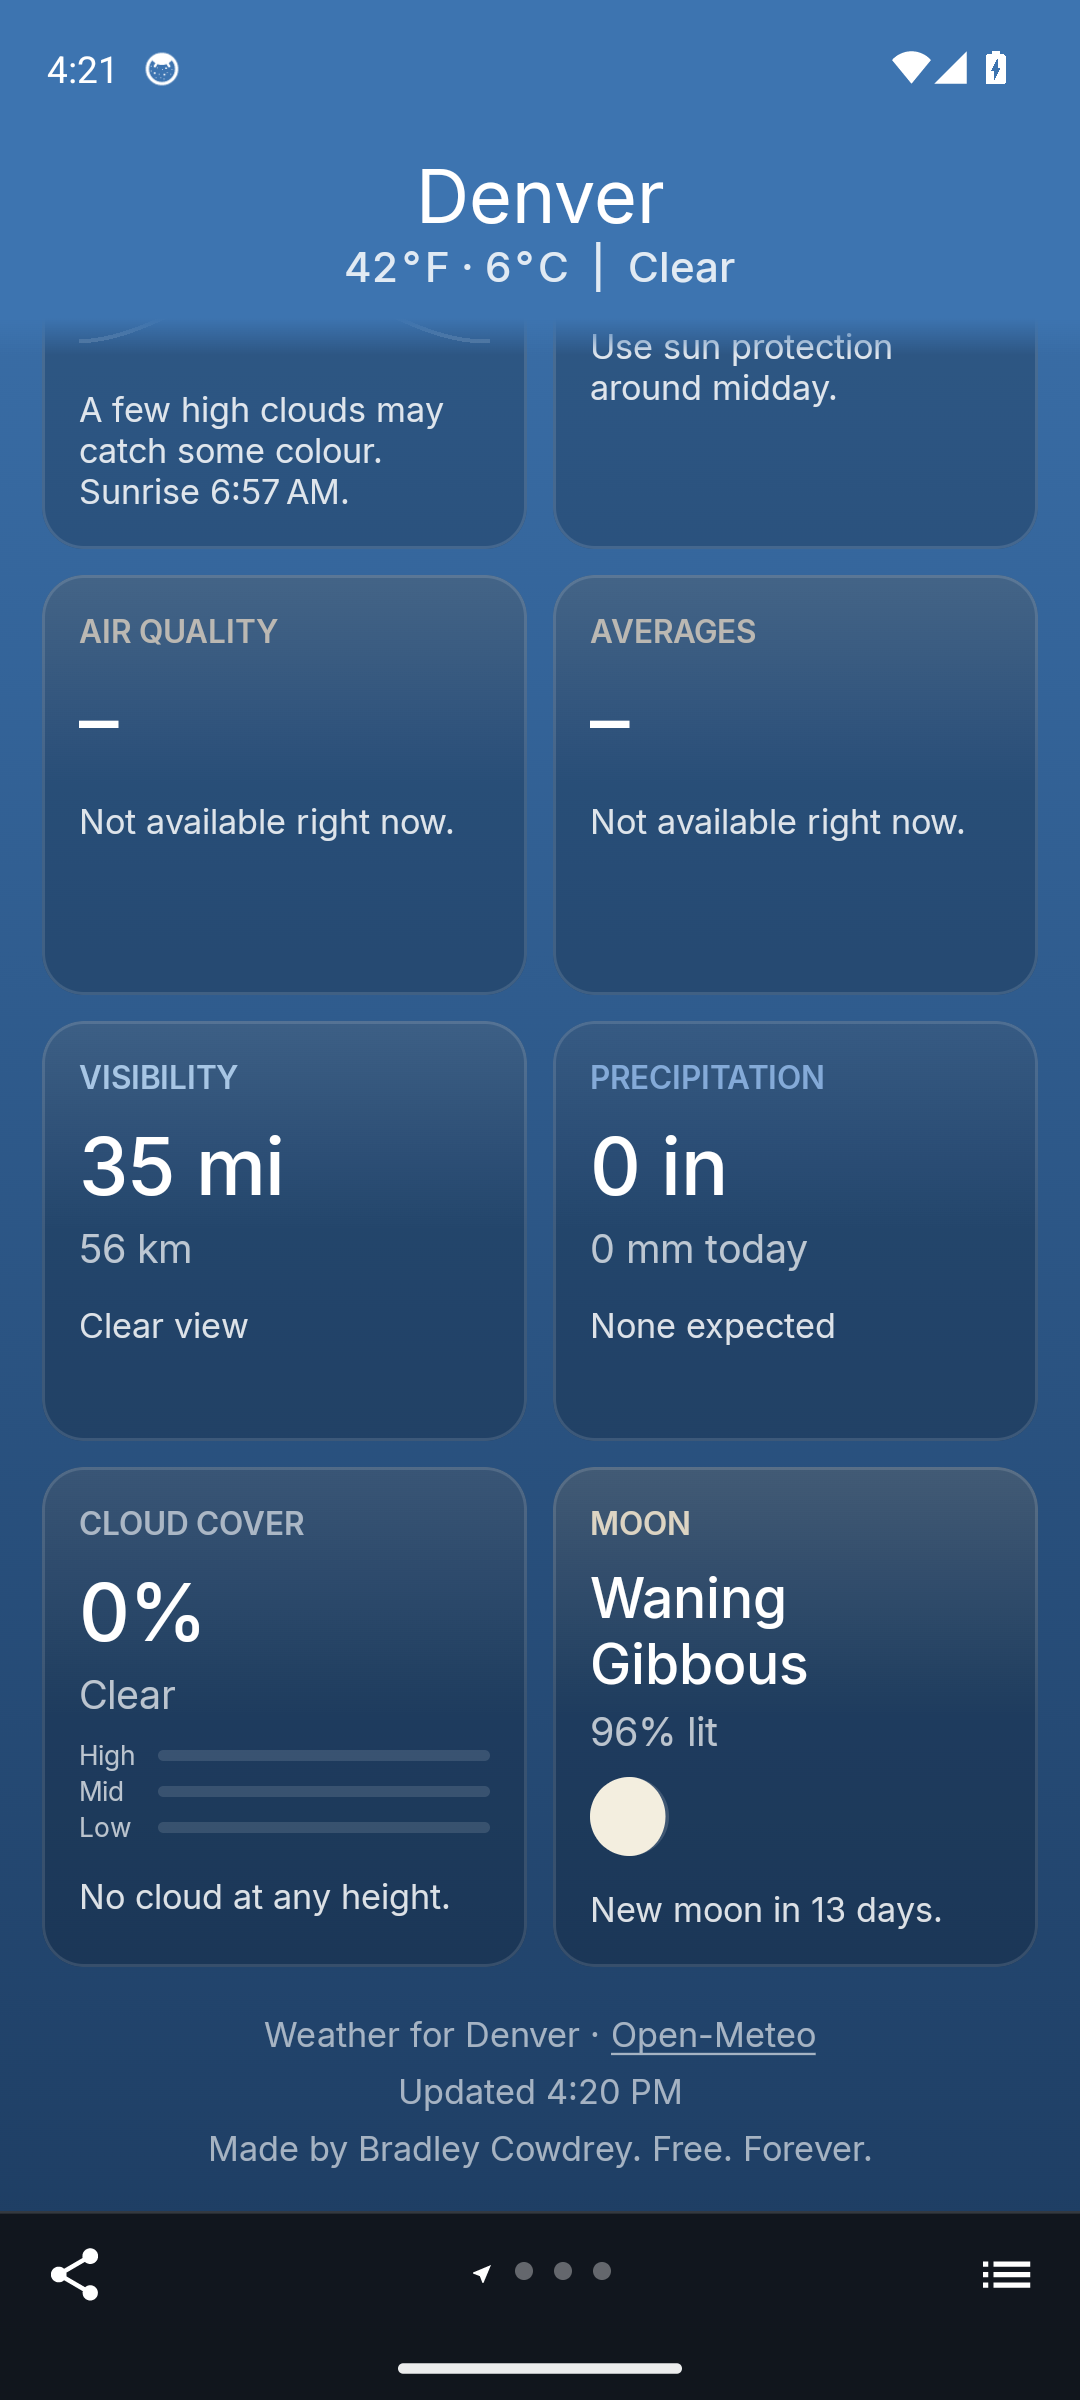 4:21
Denver
42°F · 6°C | Clear
A few high clouds may
catch some colour.
Sunrise 6:57 AM.
Use sun protection
around midday.
AIR QUALITY
–
Not available right now.
AVERAGES
–
Not available right now.
VISIBILITY
35 mi
56 km
Clear view
PRECIPITATION
0 in
0 mm today
None expected
CLOUD COVER
0%
Clear
High
Mid
Low
No cloud at any height.
MOON
Waning
Gibbous
96% lit
New moon in 13 days.
Weather for Denver · Open-Meteo
Updated 4:20 PM
Made by Bradley Cowdrey. Free. Forever.